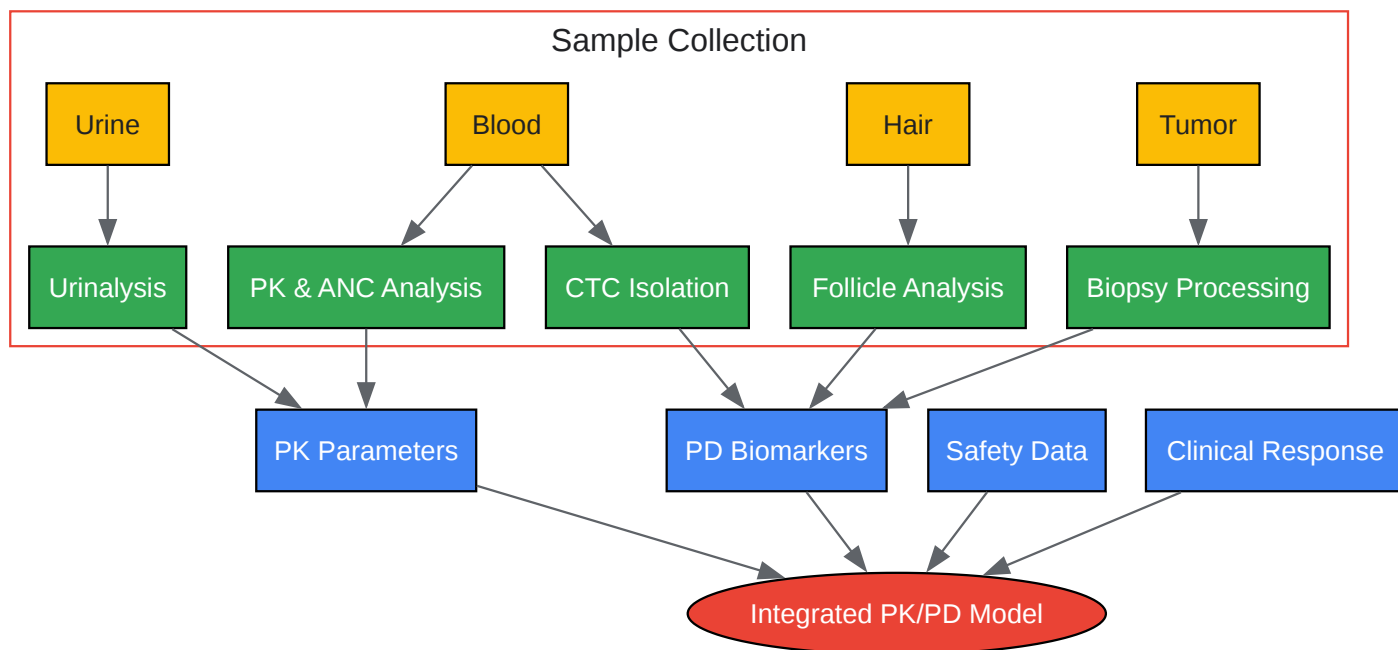 Sample Collection
Urine
Blood
Hair
Tumor
Urinalysis
PK & ANC Analysis
CTC Isolation
Follicle Analysis
Biopsy Processing
PK Parameters
PD Biomarkers
Safety Data
Clinical Response
Integrated PK/PD Model